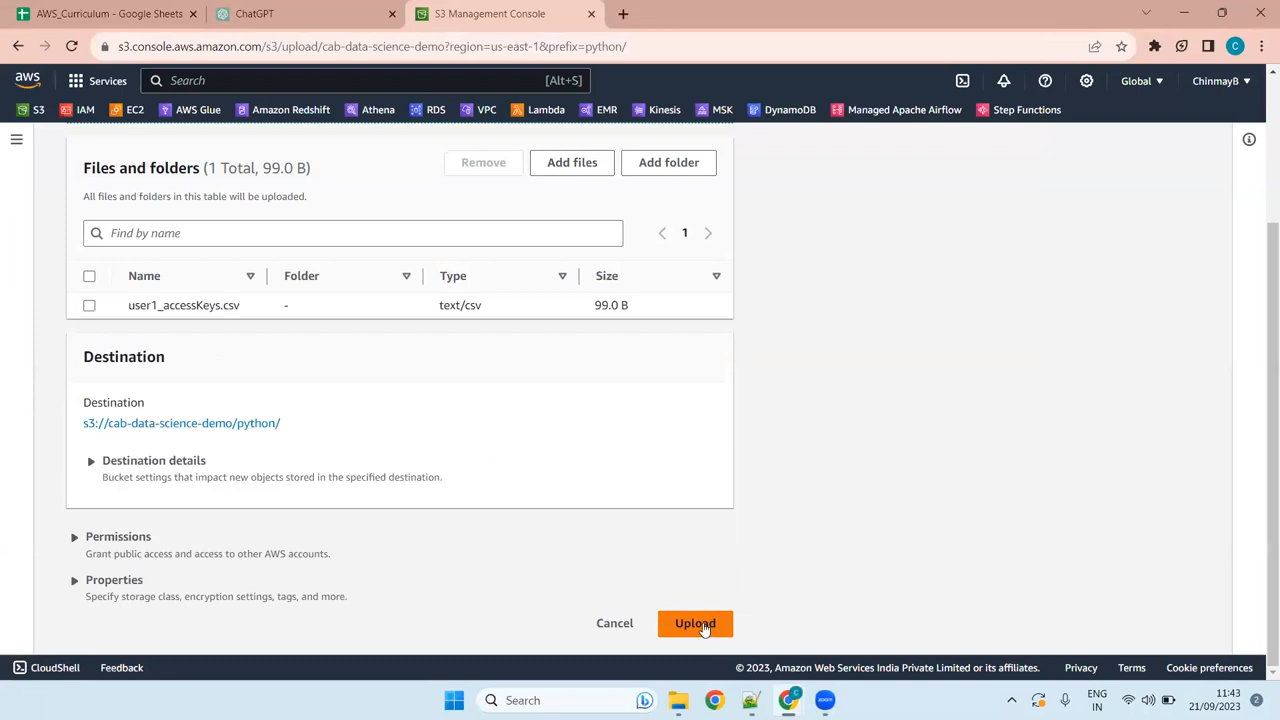 AWS_Curriculum - Google Sheets
ChatGPT
S3 Management Console
s3.console.aws.amazon.com/s3/upload/cab-data-science-demo?region=us-east-1&prefix=python/
C
aws Services Search [Alt+S] Global ChinmayB
S3 IAM EC2 AWS Glue Amazon Redshift Athena RDS VPC Lambda EMR Kinesis MSK DynamoDB Managed Apache Airflow Step Functions
Files and folders (1 Total, 99.0 B) Remove Add files Add folder
All files and folders in this table will be uploaded.
Find by name 1
Name Folder Type Size
user1_accessKeys.csv - text/csv 99.0 B
Destination
Destination
s3://cab-data-science-demo/python/
Destination details
Bucket settings that impact new objects stored in the specified destination.
Permissions
Grant public access and access to other AWS accounts.
Properties
Specify storage class, encryption settings, tags, and more.
Cancel Upload
CloudShell Feedback © 2023, Amazon Web Services India Private Limited or its affiliates. Privacy Terms Cookie preferences
Search C zoom ENG 11:43
IN 21/09/2023 2